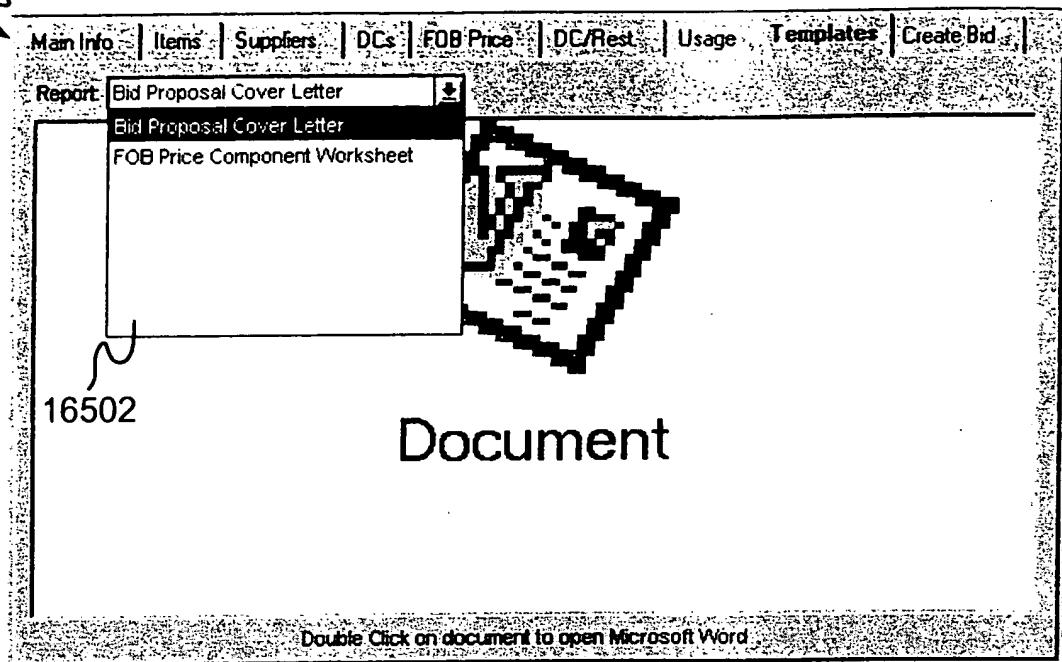 Main Info Items Suppliers DCs FOB Price DC/Rest. Usage Templates Create Bid
Report: Bid Proposal Cover Letter
Bid Proposal Cover Letter
FOB Price Component Worksheet
16502
Document
Double Click on document to open Microsoft Word